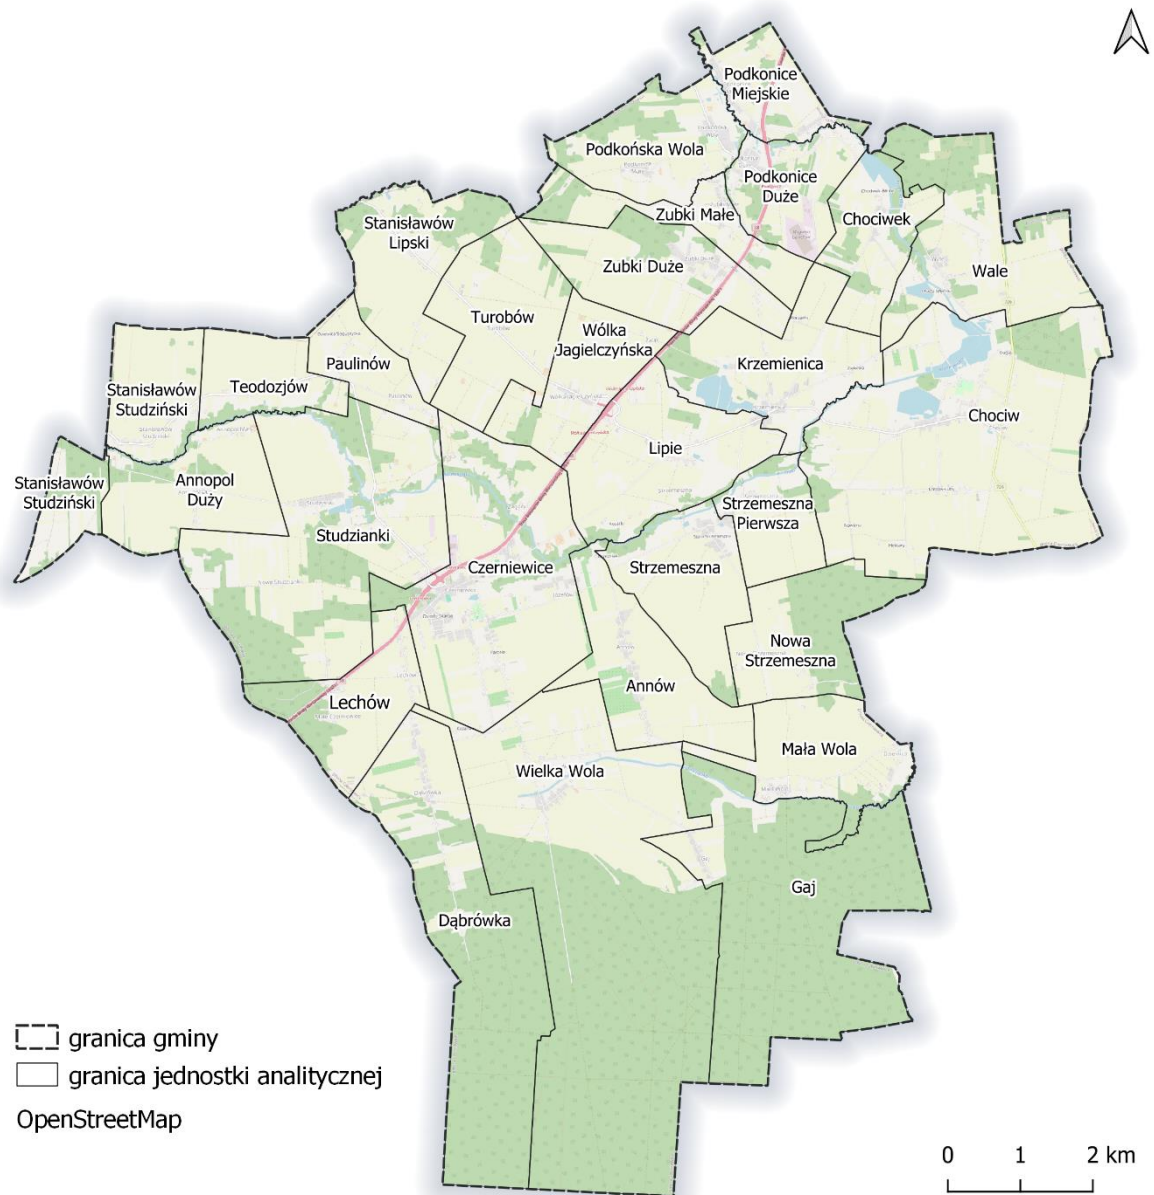 Podkonice
Miejskie
Podkońska Wola
Podkonice
Duże
Zubki Małe
Chociwek
Stanisławów
Lipski
Zubki Duże
Wale
Turobów
Wólka
Jagielczyńska
Paulinów
Krzemienica
Stanisławów
Studziński
Teodozjów
Chociw
Lipie
Stanisławów
Studziński
Annopol
Duży
Strzemeszna
Pierwsza
Studzianki
Czerniewice
Strzemeszna
Nowa
Strzemeszna
Annów
Lechów
Mała Wola
Wielka Wola
Gaj
Dąbrówka
granica gminy
granica jednostki analitycznej
OpenStreetMap
0 1 2 km